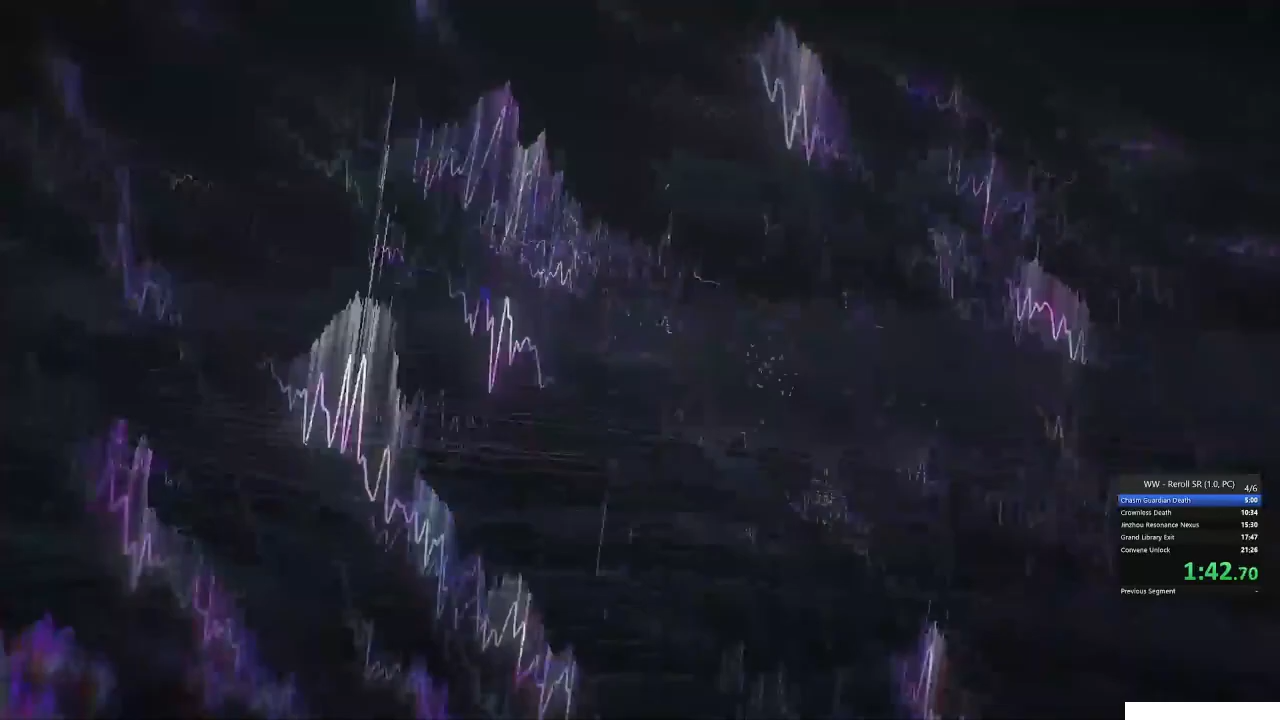 WW - Reroll SR (1.0, PC) 4/6
Chasm Guardian Death 5:00
Crownless Death 10:34
Jinzhou Resonance Nexus 15:30
Grand Library Exit 17:47
Convene Unlock 21:26
1:42.70
Previous Segment -